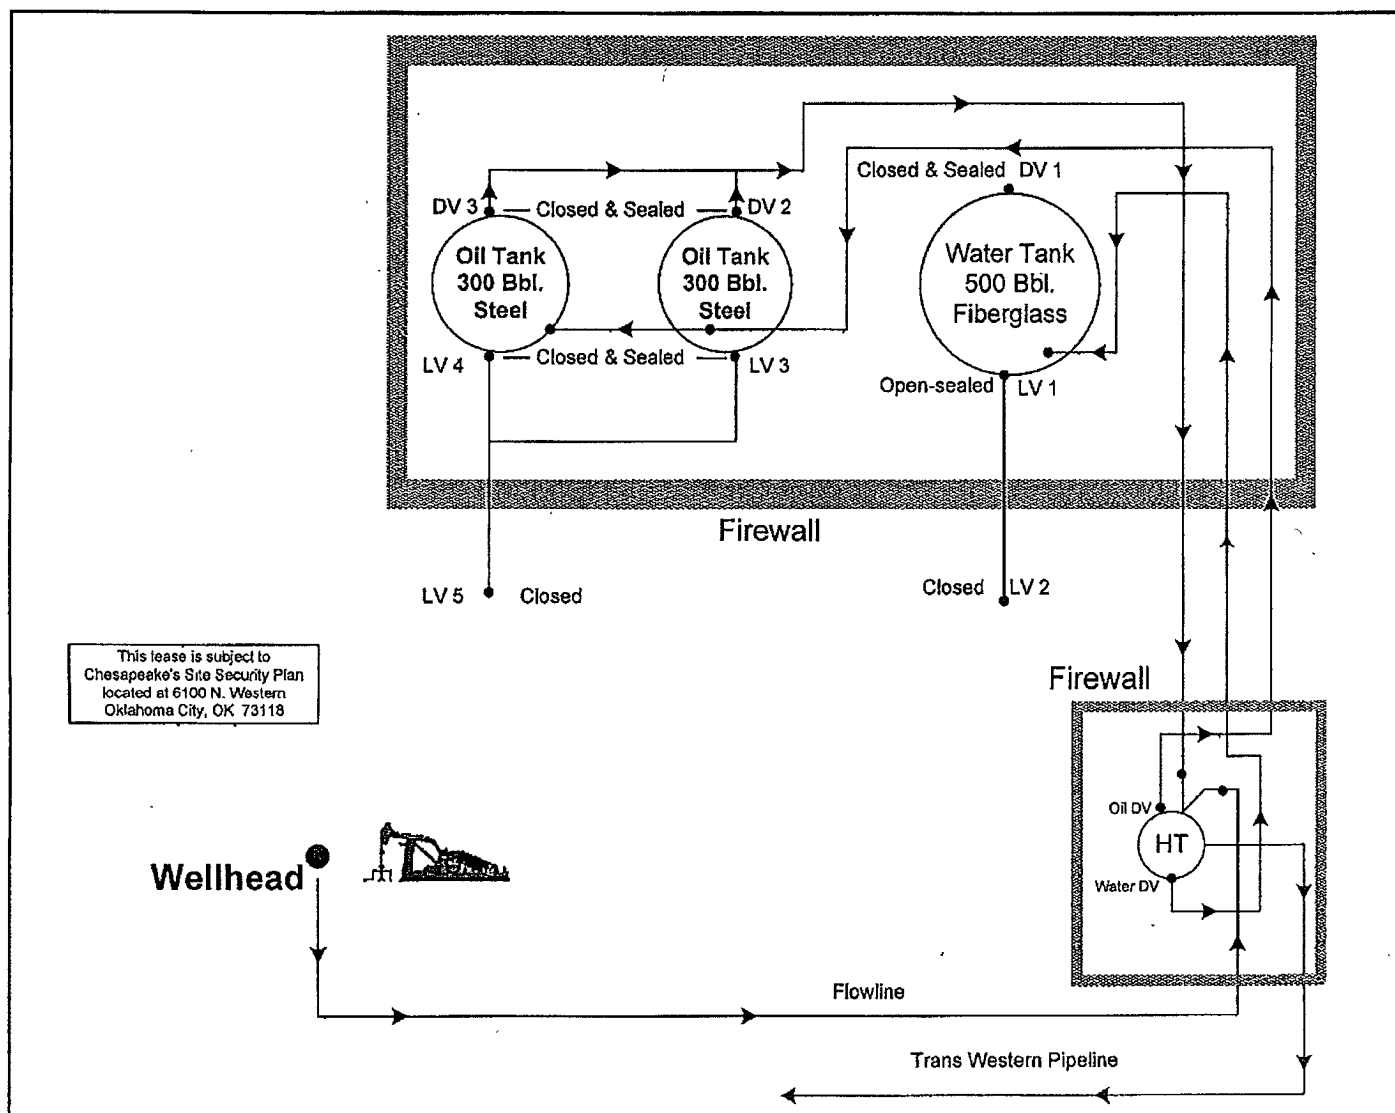 Closed & Sealed DV 1
DV 3 Closed & Sealed DV 2
Oil Tank
300 Bbl.
Steel
Oil Tank
300 Bbl.
Steel
Water Tank
500 Bbl.
Fiberglass
LV 4 Closed & Sealed LV 3
Open-sealed LV 1
Firewall
LV 5 Closed
Closed LV 2
This lease is subject to
Chesapeake's Site Security Plan
located at 6100 N. Western
Oklahoma City, OK 73118
Firewall
Oil DV
HT
Water DV
Wellhead
Flowline
Trans Western Pipeline